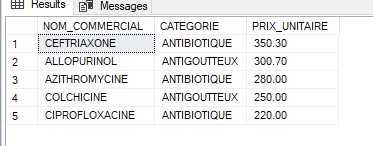 Results Messages
NOM_COMMERCIAL CATEGORIE PRIX_UNITAIRE
1 CEFTRIAXONE ANTIBIOTIQUE 350.30
2 ALLOPURINOL ANTIGOUTTEUX 300.70
3 AZITHROMYCINE ANTIBIOTIQUE 280.00
4 COLCHICINE ANTIGOUTTEUX 250.00
5 CIPROFLOXACINE ANTIBIOTIQUE 220.00